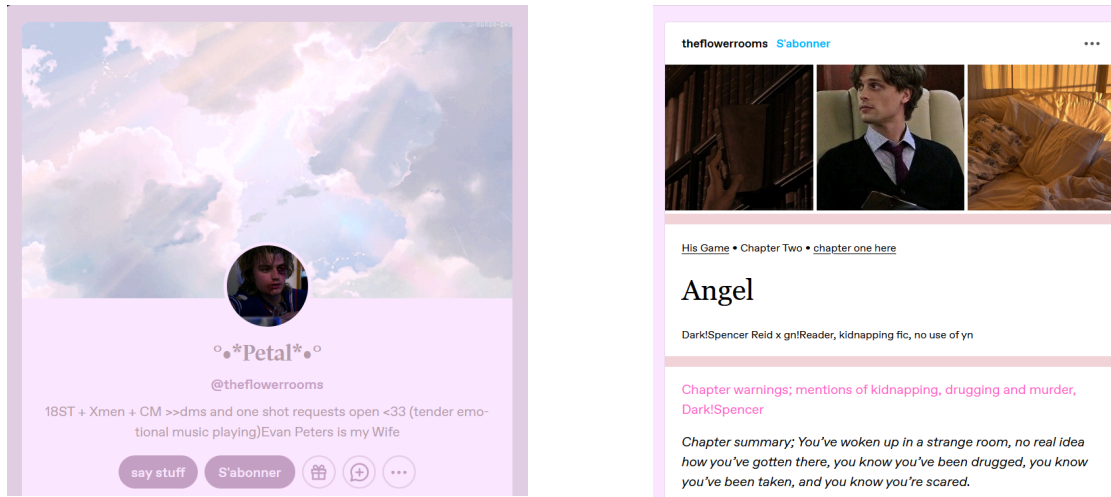 °•*Petal*•°
@theflowerrooms
18ST + Xmen + CM >>dms and one shot requests open <33 (tender emo-
tional music playing)Evan Peters is my Wife
say stuff
S'abonner
theflowerrooms S'abonner
His Game • Chapter Two • chapter one here
Angel
Dark!Spencer Reid x gn!Reader, kidnapping fic, no use of yn
Chapter warnings; mentions of kidnapping, drugging and murder,
Dark!Spencer
Chapter summary; You’ve woken up in a strange room, no real idea
how you’ve gotten there, you know you’ve been drugged, you know
you’ve been taken, and you know you’re scared.